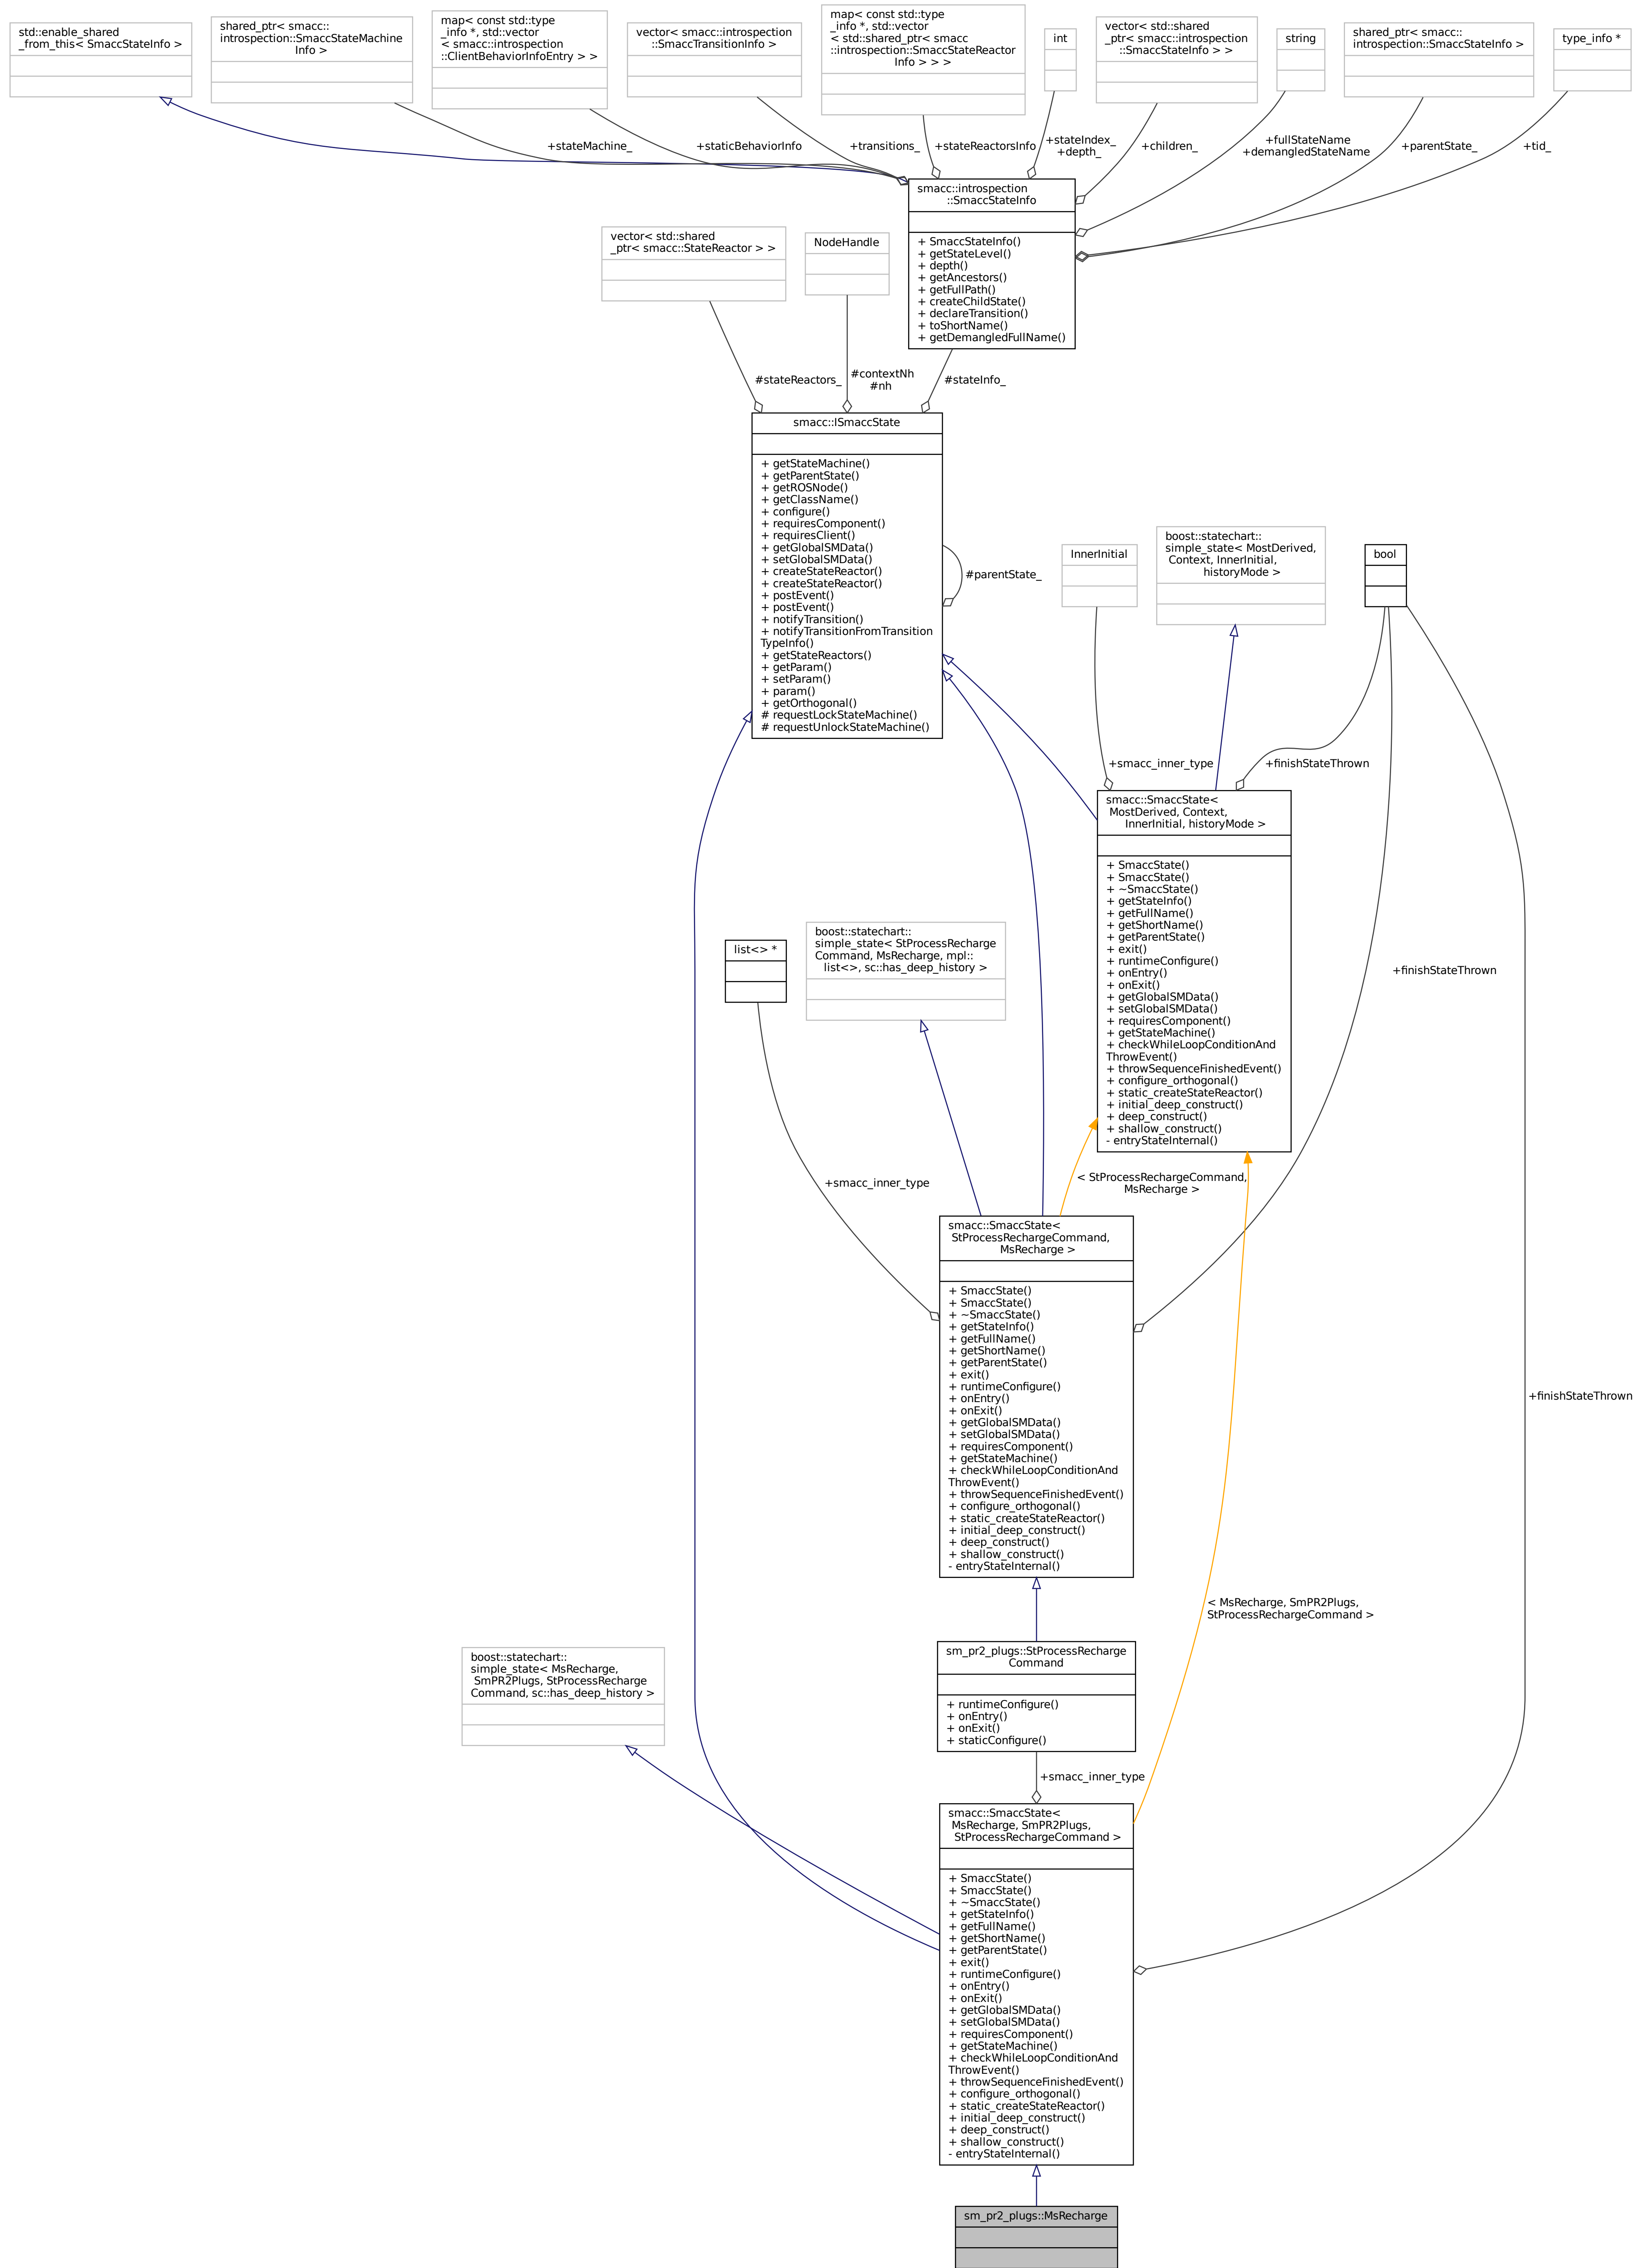 std::enable_shared
_from_this< SmaccStateInfo >
shared_ptr< smacc::
introspection::SmaccStateMachine
Info >
map< const std::type
_info *, std::vector
< smacc::introspection
::ClientBehaviorInfoEntry > >
vector< smacc::introspection
::SmaccTransitionInfo >
map< const std::type
_info *, std::vector
< std::shared_ptr< smacc
::introspection::SmaccStateReactor
Info > > >
int
vector< std::shared
_ptr< smacc::introspection
::SmaccStateInfo > >
string
shared_ptr< smacc::
introspection::SmaccStateInfo >
type_info *
+stateMachine_
+staticBehaviorInfo
+transitions_
+stateReactorsInfo
+stateIndex_
+depth_
+children_
+fullStateName
+demangledStateName
+parentState_
+tid_
smacc::introspection
::SmaccStateInfo
+ SmaccStateInfo()
+ getStateLevel()
+ depth()
+ getAncestors()
+ getFullPath()
+ createChildState()
+ declareTransition()
+ toShortName()
+ getDemangledFullName()
vector< std::shared
_ptr< smacc::StateReactor > >
NodeHandle
#stateReactors_
#contextNh
#nh
#stateInfo_
smacc::ISmaccState
+ getStateMachine()
+ getParentState()
+ getROSNode()
+ getClassName()
+ configure()
+ requiresComponent()
+ requiresClient()
+ getGlobalSMData()
+ setGlobalSMData()
+ createStateReactor()
+ createStateReactor()
+ postEvent()
+ postEvent()
+ notifyTransition()
+ notifyTransitionFromTransition
TypeInfo()
+ getStateReactors()
+ getParam()
+ setParam()
+ param()
+ getOrthogonal()
# requestLockStateMachine()
# requestUnlockStateMachine()
#parentState_
InnerInitial
boost::statechart::
simple_state< MostDerived,
Context, InnerInitial,
historyMode >
bool
+smacc_inner_type
+finishStateThrown
smacc::SmaccState<
MostDerived, Context,
InnerInitial, historyMode >
+ SmaccState()
+ SmaccState()
+ ~SmaccState()
+ getStateInfo()
+ getFullName()
+ getShortName()
+ getParentState()
+ exit()
+ runtimeConfigure()
+ onEntry()
+ onExit()
+ getGlobalSMData()
+ setGlobalSMData()
+ requiresComponent()
+ getStateMachine()
+ checkWhileLoopConditionAnd
ThrowEvent()
+ throwSequenceFinishedEvent()
+ configure_orthogonal()
+ static_createStateReactor()
+ initial_deep_construct()
+ deep_construct()
+ shallow_construct()
- entryStateInternal()
list<> *
boost::statechart::
simple_state< StProcessRecharge
Command, MsRecharge, mpl::
list<>, sc::has_deep_history >
+finishStateThrown
+smacc_inner_type
< StProcessRechargeCommand,
MsRecharge >
smacc::SmaccState<
StProcessRechargeCommand,
MsRecharge >
+ SmaccState()
+ SmaccState()
+ ~SmaccState()
+ getStateInfo()
+ getFullName()
+ getShortName()
+ getParentState()
+ exit()
+ runtimeConfigure()
+ onEntry()
+ onExit()
+ getGlobalSMData()
+ setGlobalSMData()
+ requiresComponent()
+ getStateMachine()
+ checkWhileLoopConditionAnd
ThrowEvent()
+ throwSequenceFinishedEvent()
+ configure_orthogonal()
+ static_createStateReactor()
+ initial_deep_construct()
+ deep_construct()
+ shallow_construct()
- entryStateInternal()
+finishStateThrown
< MsRecharge, SmPR2Plugs,
StProcessRechargeCommand >
boost::statechart::
simple_state< MsRecharge,
SmPR2Plugs, StProcessRecharge
Command, sc::has_deep_history >
sm_pr2_plugs::StProcessRecharge
Command
+ runtimeConfigure()
+ onEntry()
+ onExit()
+ staticConfigure()
+smacc_inner_type
smacc::SmaccState<
MsRecharge, SmPR2Plugs,
StProcessRechargeCommand >
+ SmaccState()
+ SmaccState()
+ ~SmaccState()
+ getStateInfo()
+ getFullName()
+ getShortName()
+ getParentState()
+ exit()
+ runtimeConfigure()
+ onEntry()
+ onExit()
+ getGlobalSMData()
+ setGlobalSMData()
+ requiresComponent()
+ getStateMachine()
+ checkWhileLoopConditionAnd
ThrowEvent()
+ throwSequenceFinishedEvent()
+ configure_orthogonal()
+ static_createStateReactor()
+ initial_deep_construct()
+ deep_construct()
+ shallow_construct()
- entryStateInternal()
sm_pr2_plugs::MsRecharge